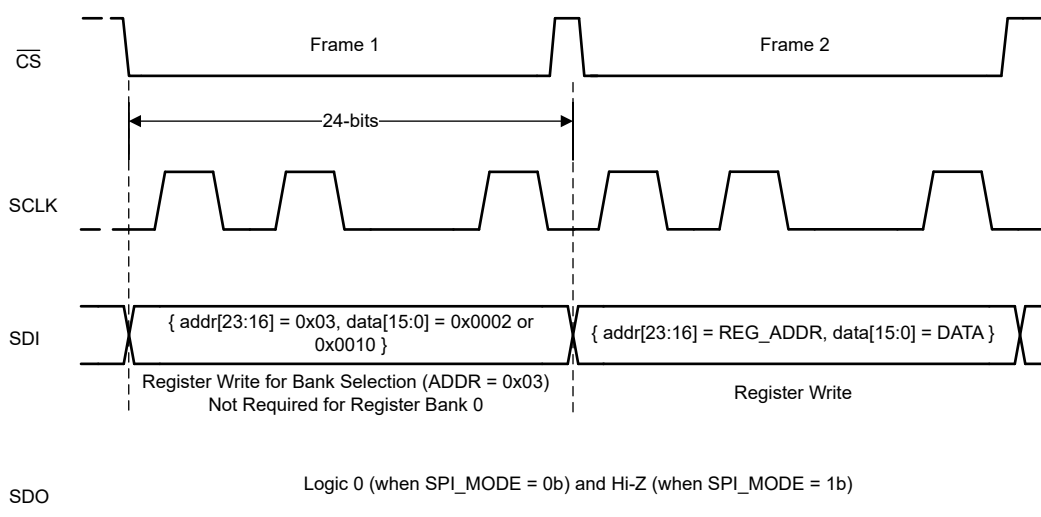 Frame 1
Frame 2
CS
24-bits
SCLK
SDI
{ addr[23:16] = 0x03, data[15:0] = 0x0002 or
0x0010 }
{ addr[23:16] = REG_ADDR, data[15:0] = DATA }
Register Write for Bank Selection (ADDR = 0x03)
Not Required for Register Bank 0
Register Write
SDO
Logic 0 (when SPI_MODE = 0b) and Hi-Z (when SPI_MODE = 1b)